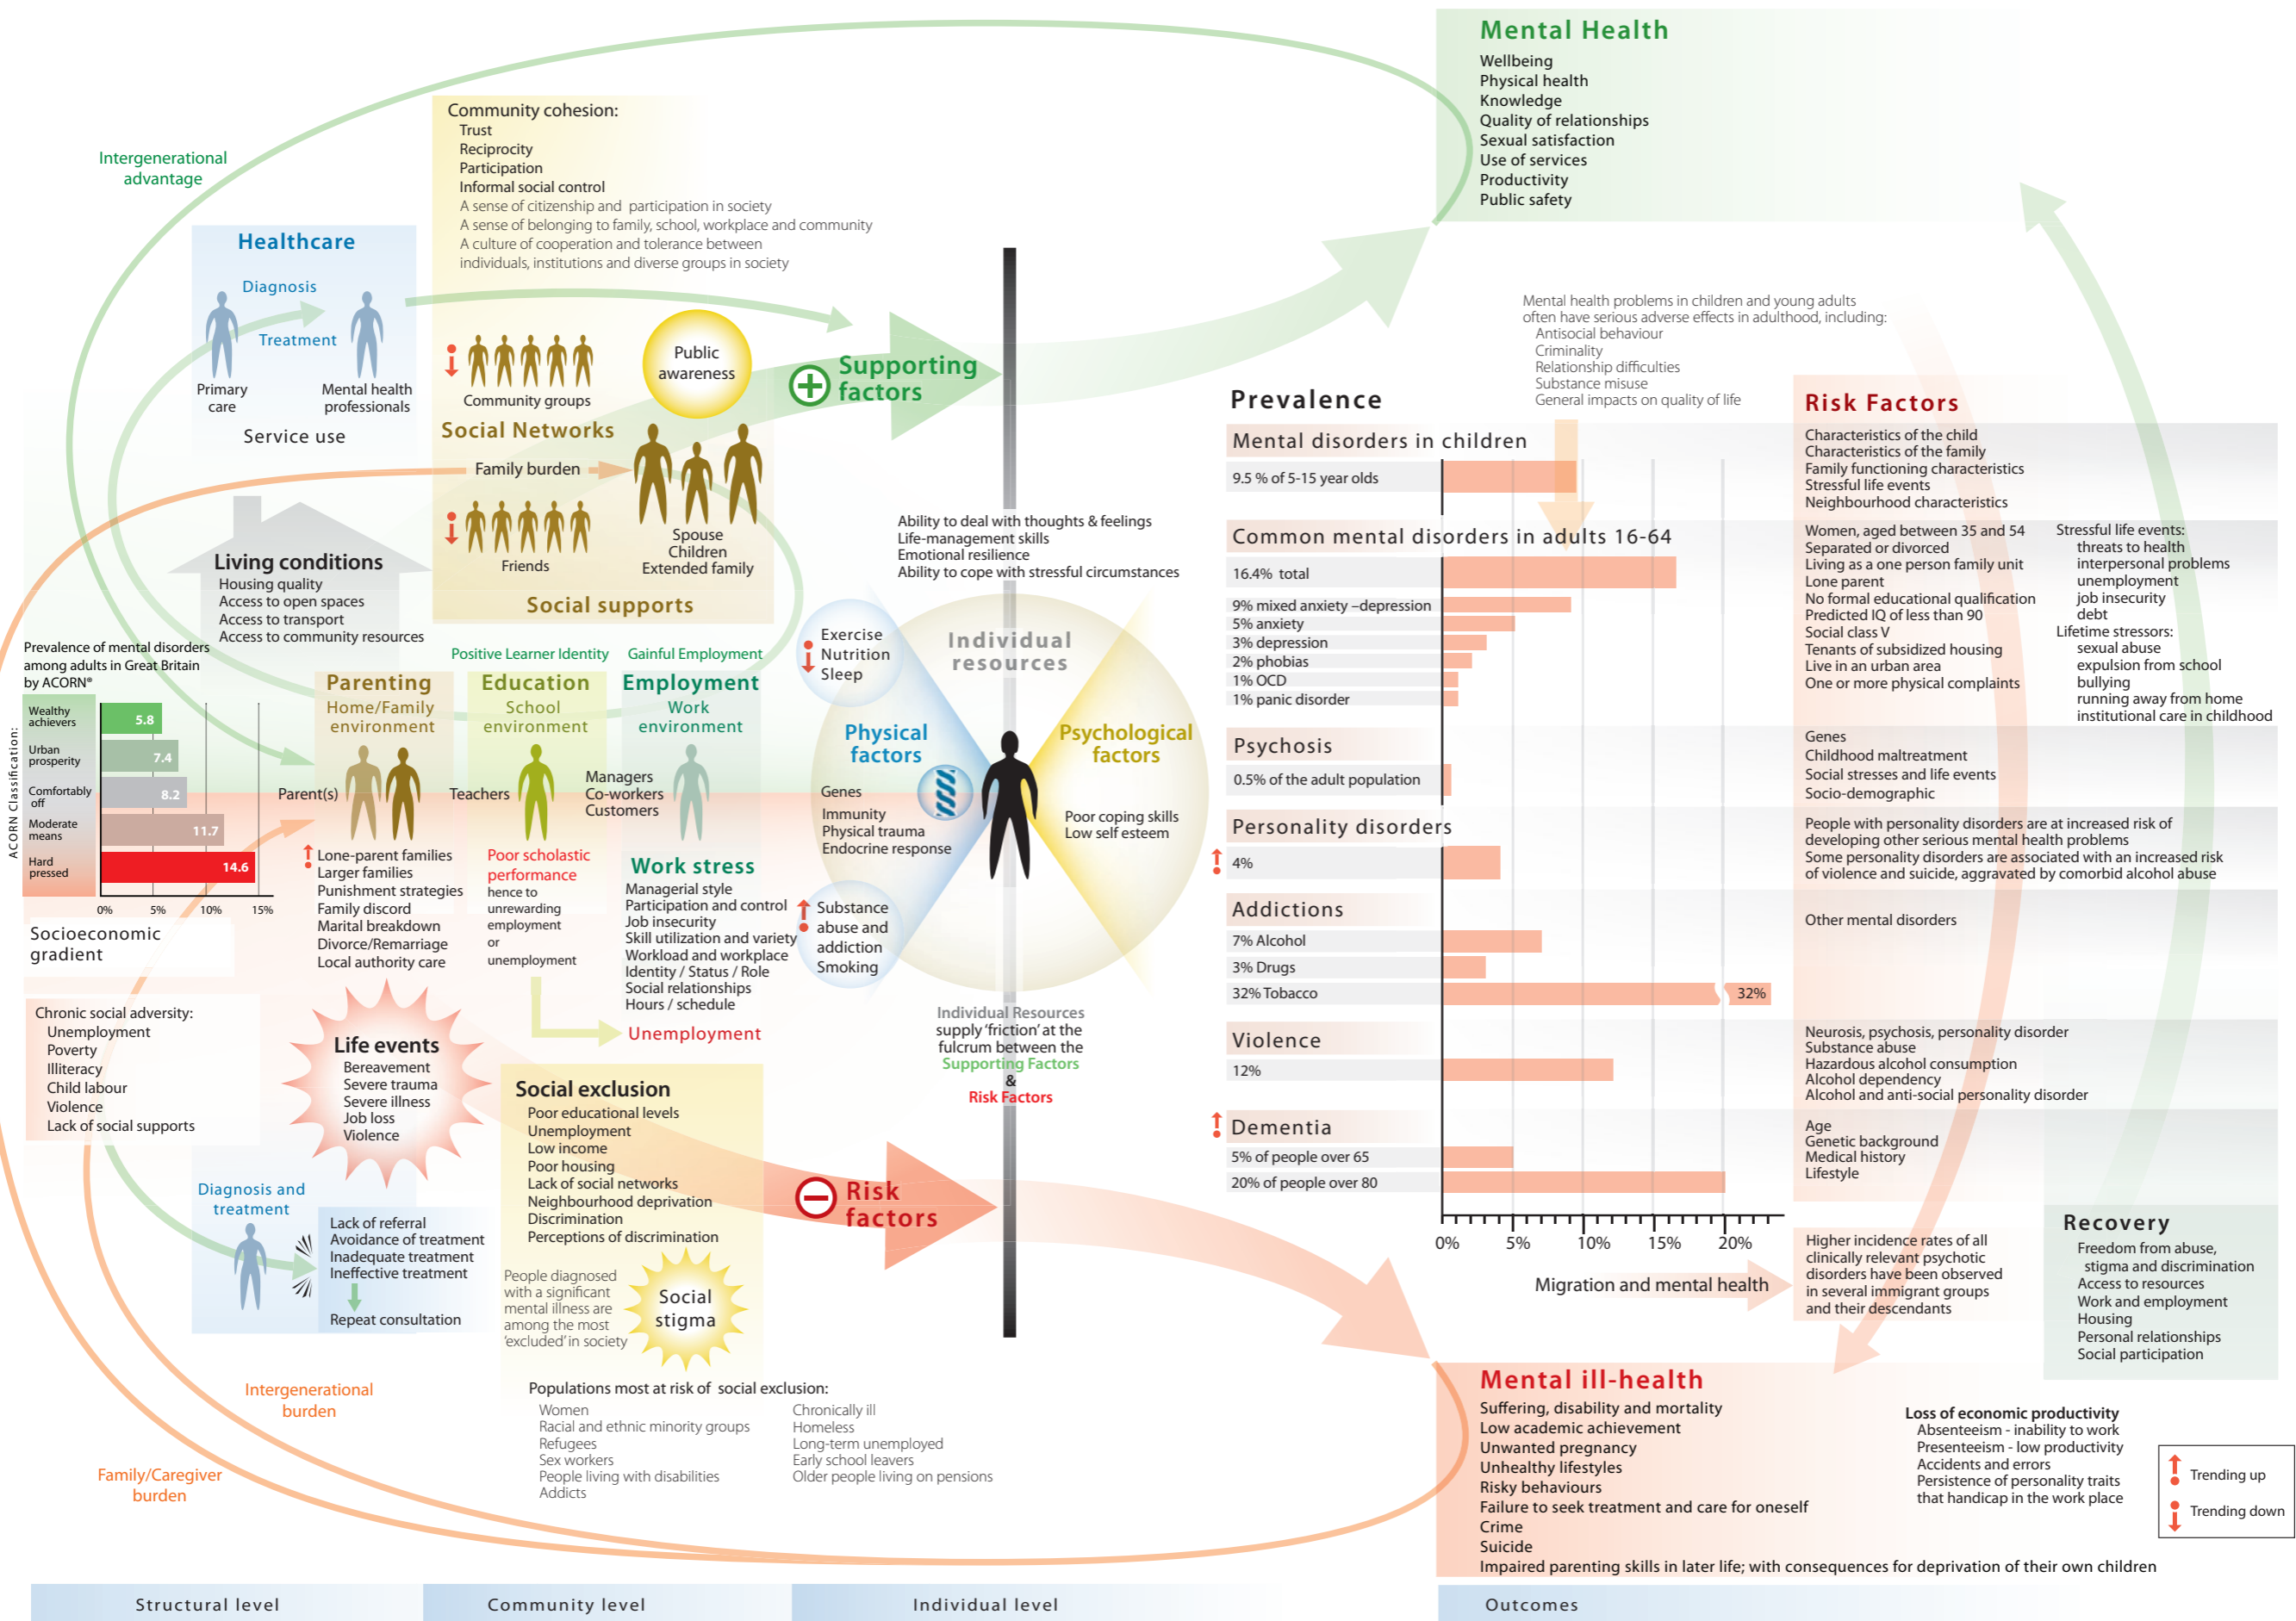 Mental Health
Wellbeing
Physical health
Knowledge
Quality of relationships
Sexual satisfaction
Use of services
Productivity
Public safety
Intergenerational
advantage
Community cohesion:
Trust
Reciprocity
Participation
Informal social control
A sense of citizenship and participation in society
A sense of belonging to family, school, workplace and community
A culture of cooperation and tolerance between
individuals, institutions and diverse groups in society
Healthcare
Diagnosis
Treatment
Primary
care
Mental health
professionals
Service use
Community groups
Public
awareness
Social Networks
Family burden
Friends
Spouse
Children
Extended family
Social supports
Supporting
factors
Living conditions
Housing quality
Access to open spaces
Access to transport
Access to community resources
Prevalence of mental disorders
among adults in Great Britain
by ACORN®
ACORN Classification:
Wealthy
achievers
5.8
Urban
prosperity
7.4
Comfortably
off
8.2
Moderate
means
11.7
Hard
pressed
14.6
0% 5% 10% 15%
Socioeconomic
gradient
Parenting
Home/Family
environment
Parent(s)
Lone-parent families
Larger families
Punishment strategies
Family discord
Marital breakdown
Divorce/Remarriage
Local authority care
Positive Learner Identity
Education
School
environment
Teachers
Poor scholastic
performance
hence to
unrewarding
employment
or
unemployment
Gainful Employment
Employment
Work
environment
Managers
Co-workers
Customers
Work stress
Managerial style
Participation and control
Job insecurity
Skill utilization and variety
Workload and workplace
Identity / Status / Role
Social relationships
Hours / schedule
Unemployment
Ability to deal with thoughts & feelings
Life-management skills
Emotional resilience
Ability to cope with stressful circumstances
Exercise
Nutrition
Sleep
Individual
resources
Physical
factors
Genes
Immunity
Physical trauma
Endocrine response
Psychological
factors
Poor coping skills
Low self esteem
Substance
abuse and
addiction
Smoking
Individual Resources
supply 'friction' at the
fulcrum between the
Supporting Factors
&
Risk Factors
Chronic social adversity:
Unemployment
Poverty
Illiteracy
Child labour
Violence
Lack of social supports
Life events
Bereavement
Severe trauma
Severe illness
Job loss
Violence
Diagnosis and
treatment
Lack of referral
Avoidance of treatment
Inadequate treatment
Ineffective treatment
Repeat consultation
Social exclusion
Poor educational levels
Unemployment
Low income
Poor housing
Lack of social networks
Neighbourhood deprivation
Discrimination
Perceptions of discrimination
People diagnosed
with a significant
mental illness are
among the most
'excluded' in society
Social
stigma
Risk
factors
Populations most at risk of social exclusion:
Women
Racial and ethnic minority groups
Refugees
Sex workers
People living with disabilities
Addicts
Chronically ill
Homeless
Long-term unemployed
Early school leavers
Older people living on pensions
Intergenerational
burden
Family/Caregiver
burden
Mental health problems in children and young adults
often have serious adverse effects in adulthood, including:
Antisocial behaviour
Criminality
Relationship difficulties
Substance misuse
General impacts on quality of life
Prevalence
Mental disorders in children
9.5 % of 5-15 year olds
Common mental disorders in adults 16-64
16.4% total
9% mixed anxiety –depression
5% anxiety
3% depression
2% phobias
1% OCD
1% panic disorder
Psychosis
0.5% of the adult population
Personality disorders
4%
Addictions
7% Alcohol
3% Drugs
32% Tobacco
32%
Violence
12%
Dementia
5% of people over 65
20% of people over 80
0% 5% 10% 15% 20%
Risk Factors
Characteristics of the child
Characteristics of the family
Family functioning characteristics
Stressful life events
Neighbourhood characteristics
Women, aged between 35 and 54
Separated or divorced
Living as a one person family unit
Lone parent
No formal educational qualification
Predicted IQ of less than 90
Social class V
Tenants of subsidized housing
Live in an urban area
One or more physical complaints
Stressful life events:
threats to health
interpersonal problems
unemployment
job insecurity
debt
Lifetime stressors:
sexual abuse
expulsion from school
bullying
running away from home
institutional care in childhood
Genes
Childhood maltreatment
Social stresses and life events
Socio-demographic
People with personality disorders are at increased risk of
developing other serious mental health problems
Some personality disorders are associated with an increased risk
of violence and suicide, aggravated by comorbid alcohol abuse
Other mental disorders
Neurosis, psychosis, personality disorder
Substance abuse
Hazardous alcohol consumption
Alcohol dependency
Alcohol and anti-social personality disorder
Age
Genetic background
Medical history
Lifestyle
Migration and mental health
Higher incidence rates of all
clinically relevant psychotic
disorders have been observed
in several immigrant groups
and their descendants
Recovery
Freedom from abuse,
stigma and discrimination
Access to resources
Work and employment
Housing
Personal relationships
Social participation
Mental ill-health
Suffering, disability and mortality
Low academic achievement
Unwanted pregnancy
Unhealthy lifestyles
Risky behaviours
Failure to seek treatment and care for oneself
Crime
Suicide
Impaired parenting skills in later life; with consequences for deprivation of their own children
Loss of economic productivity
Absenteeism - inability to work
Presenteeism - low productivity
Accidents and errors
Persistence of personality traits
that handicap in the work place
Trending up
Trending down
Structural level
Community level
Individual level
Outcomes